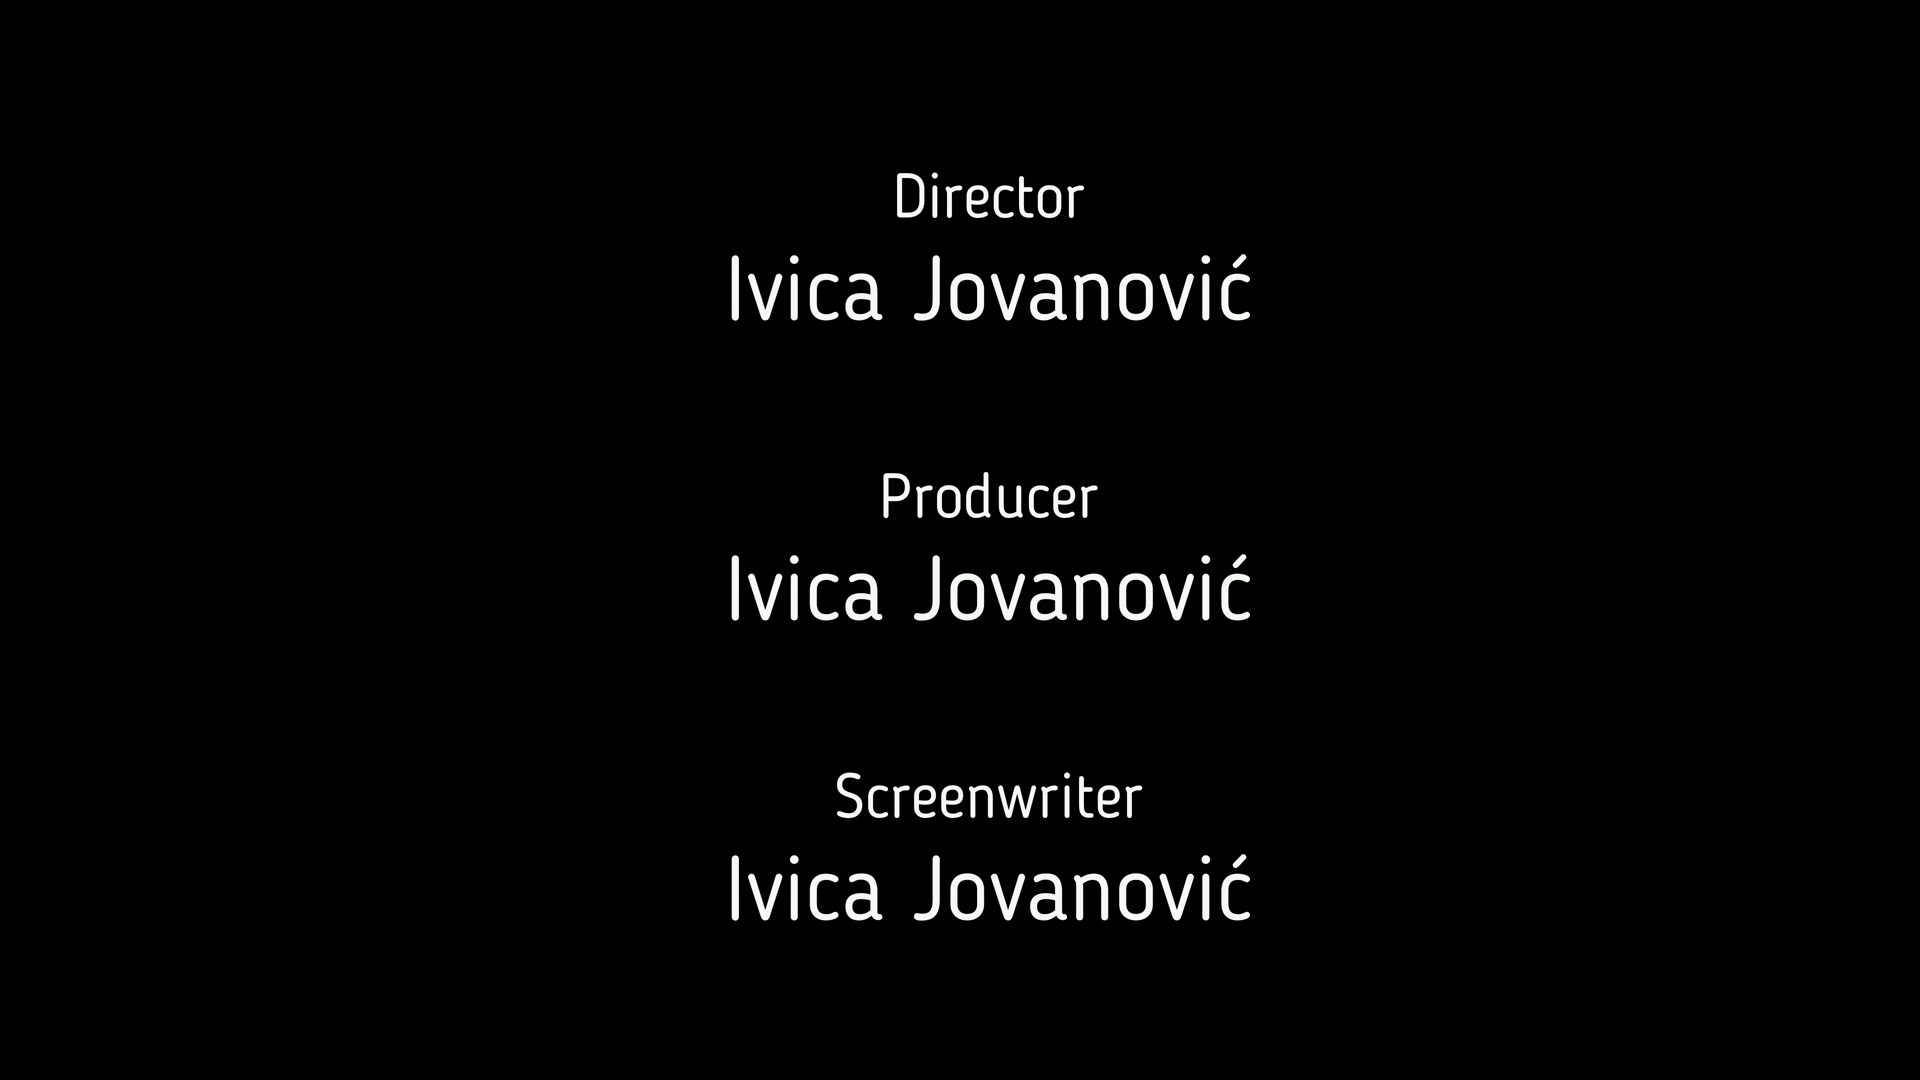 Director
Ivica Jovanović
Producer
Ivica Jovanović
Screenwriter
Ivica Jovanović